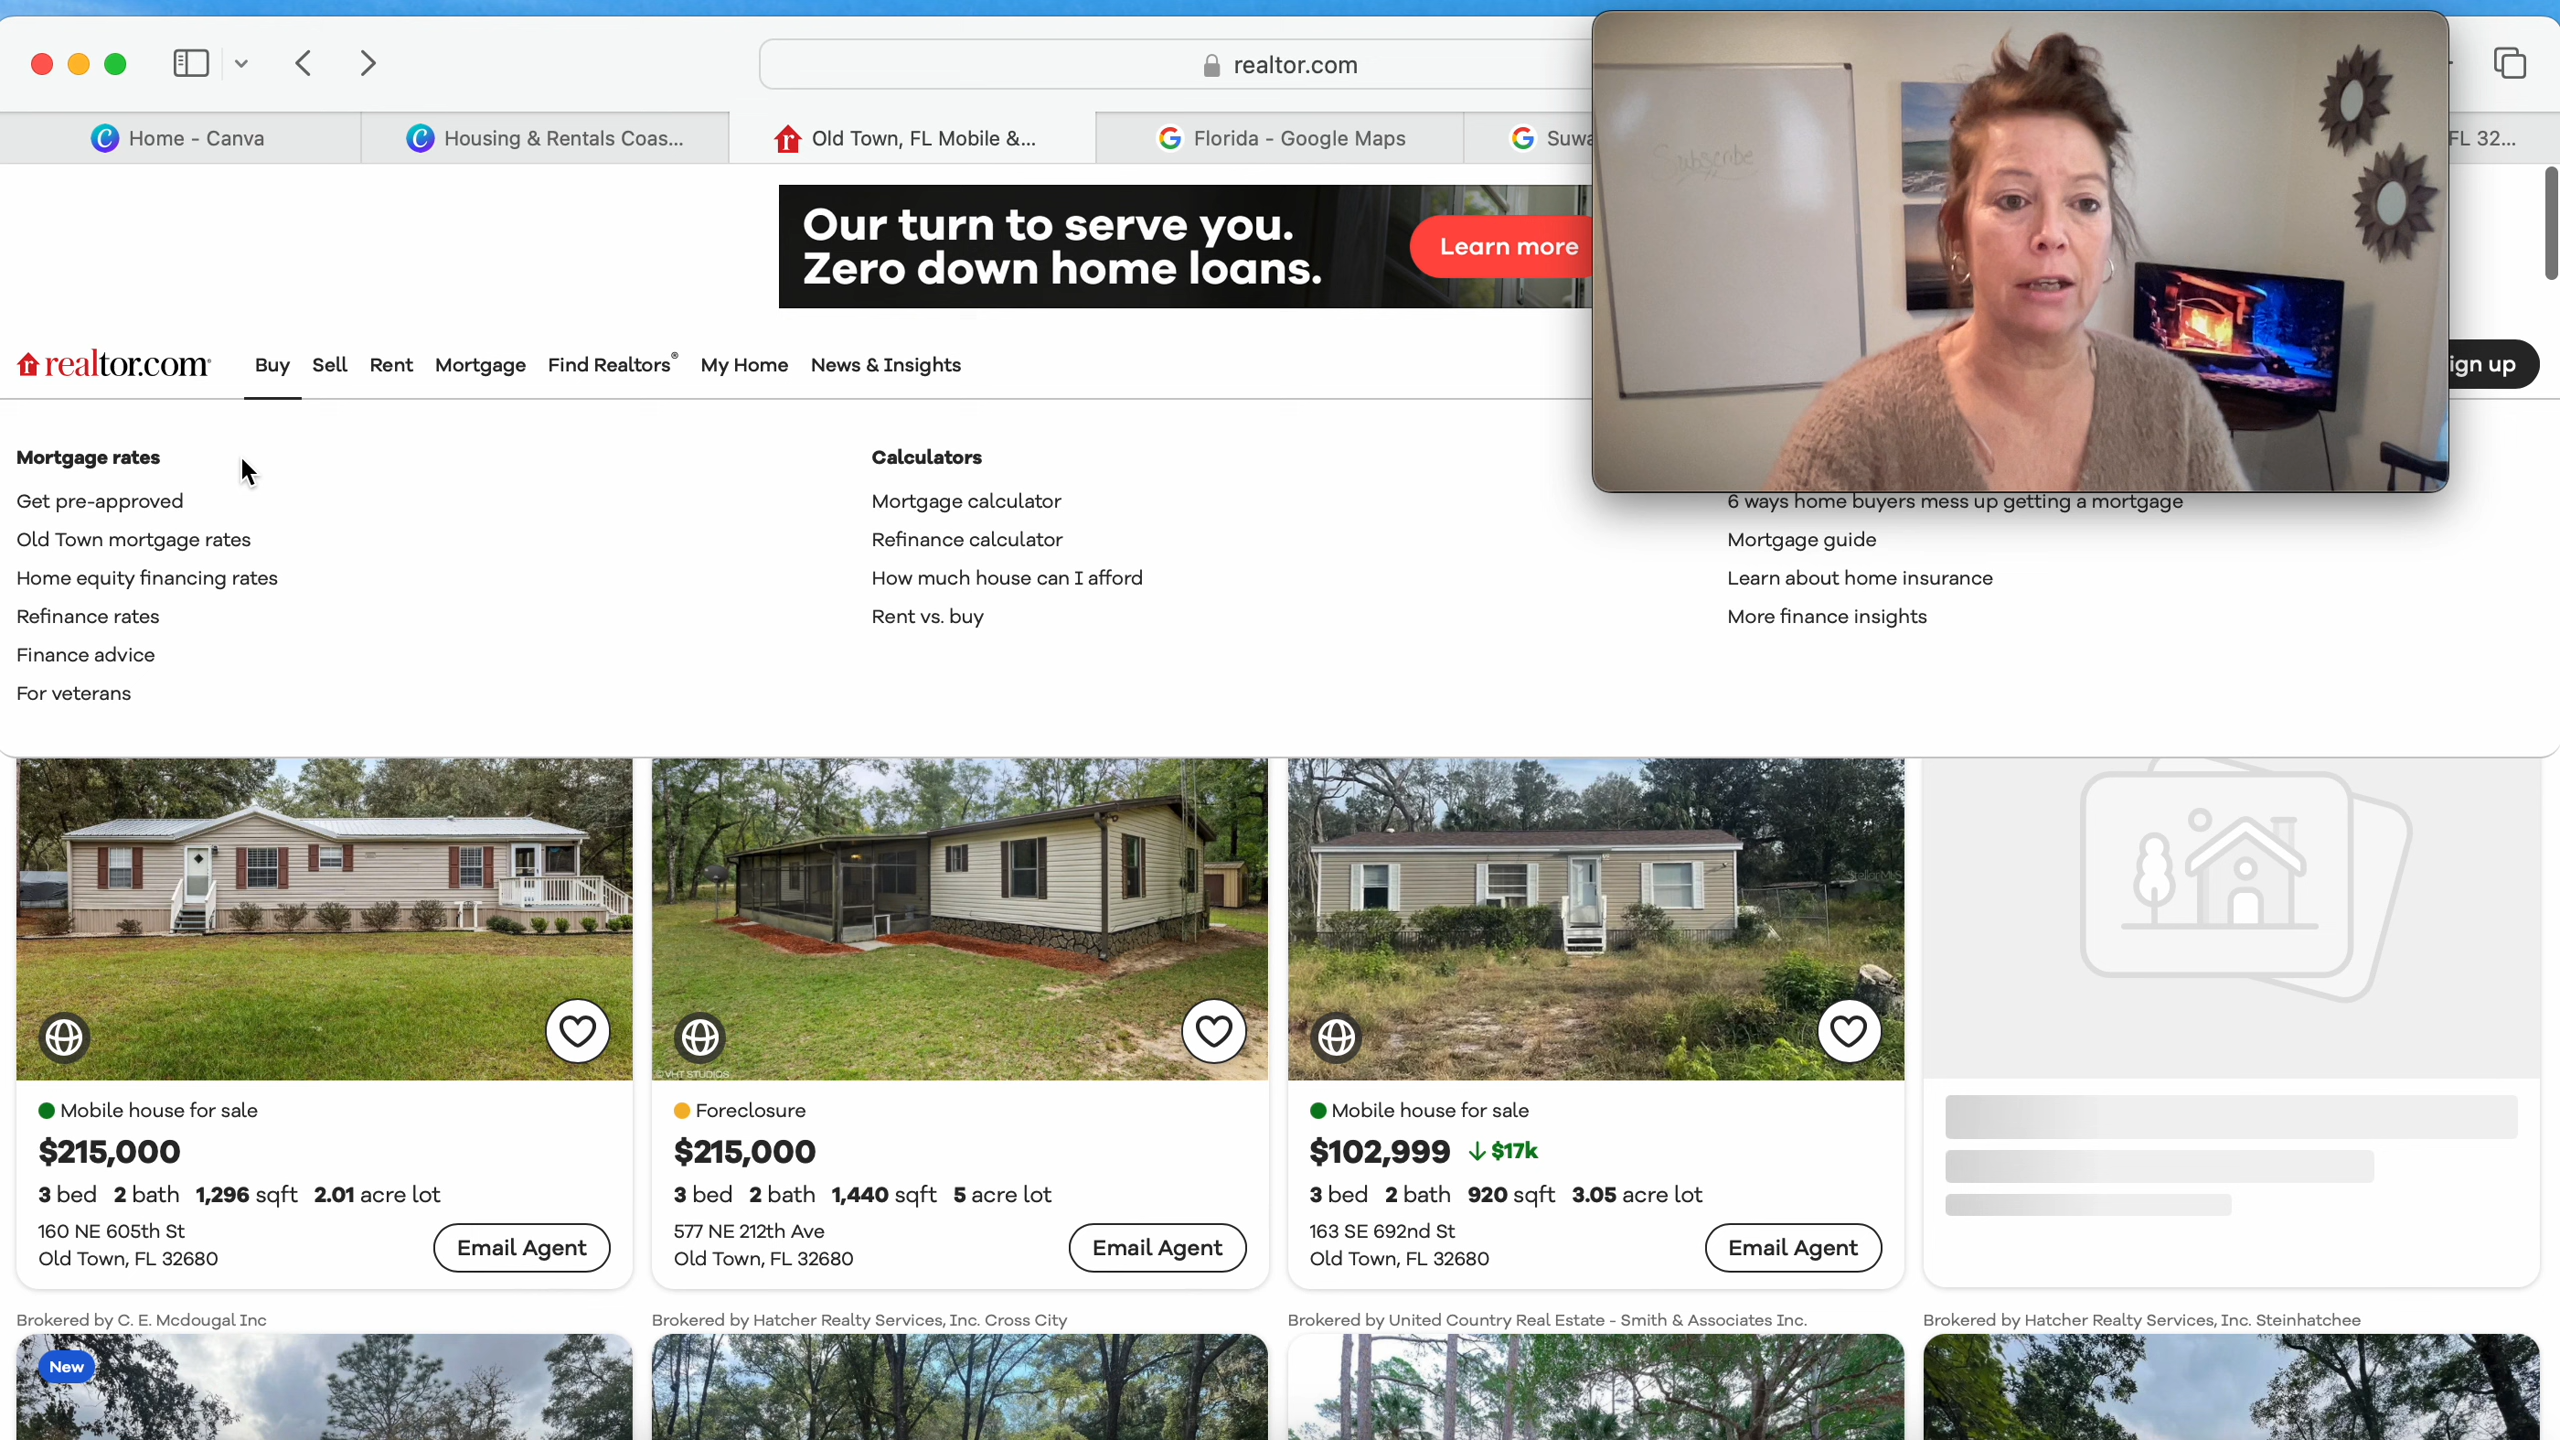 realtor.com
Home - Canva
Housing & Rentals Coas...
Old Town, FL Mobile &...
Florida - Google Maps
Suwa
FL 32...
Our turn to serve you.
Zero down home loans.
Learn more
Subscribe
realtor.com
Buy
Sell
Rent
Mortgage
Find Realtors®
My Home
News & Insights
ign up
Mortgage rates
Get pre-approved
Old Town mortgage rates
Home equity financing rates
Refinance rates
Finance advice
For veterans
Calculators
Mortgage calculator
Refinance calculator
How much house can I afford
Rent vs. buy
6 ways home buyers mess up getting a mortgage
Mortgage guide
Learn about home insurance
More finance insights
Mobile house for sale
$215,000
3 bed 2 bath 1,296 sqft 2.01 acre lot
160 NE 605th St
Old Town, FL 32680
Email Agent
©VHT STUDIOS
Foreclosure
$215,000
3 bed 2 bath 1,440 sqft 5 acre lot
577 NE 212th Ave
Old Town, FL 32680
Email Agent
StellarMLS
Mobile house for sale
$102,999 ↓$17k
3 bed 2 bath 920 sqft 3.05 acre lot
163 SE 692nd St
Old Town, FL 32680
Email Agent
Brokered by C. E. Mcdougal Inc
Brokered by Hatcher Realty Services, Inc. Cross City
Brokered by United Country Real Estate - Smith & Associates Inc.
Brokered by Hatcher Realty Services, Inc. Steinhatchee
New